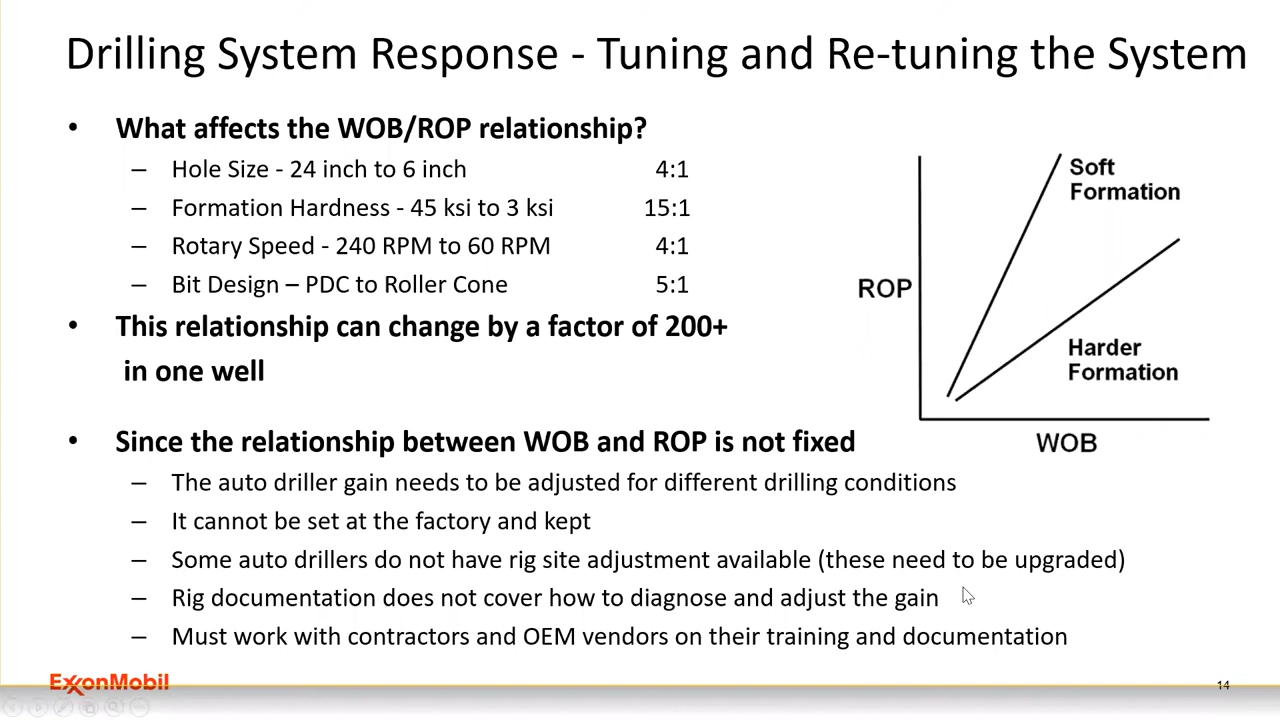 Drilling System Response - Tuning and Re-tuning the System
• What affects the WOB/ROP relationship?
– Hole Size - 24 inch to 6 inch 4:1
– Formation Hardness - 45 ksi to 3 ksi 15:1
– Rotary Speed - 240 RPM to 60 RPM 4:1
– Bit Design – PDC to Roller Cone 5:1
• This relationship can change by a factor of 200+
in one well
• Since the relationship between WOB and ROP is not fixed
– The auto driller gain needs to be adjusted for different drilling conditions
– It cannot be set at the factory and kept
– Some auto drillers do not have rig site adjustment available (these need to be upgraded)
– Rig documentation does not cover how to diagnose and adjust the gain
– Must work with contractors and OEM vendors on their training and documentation
Soft
Formation
ROP
Harder
Formation
WOB
ExxonMobil
14